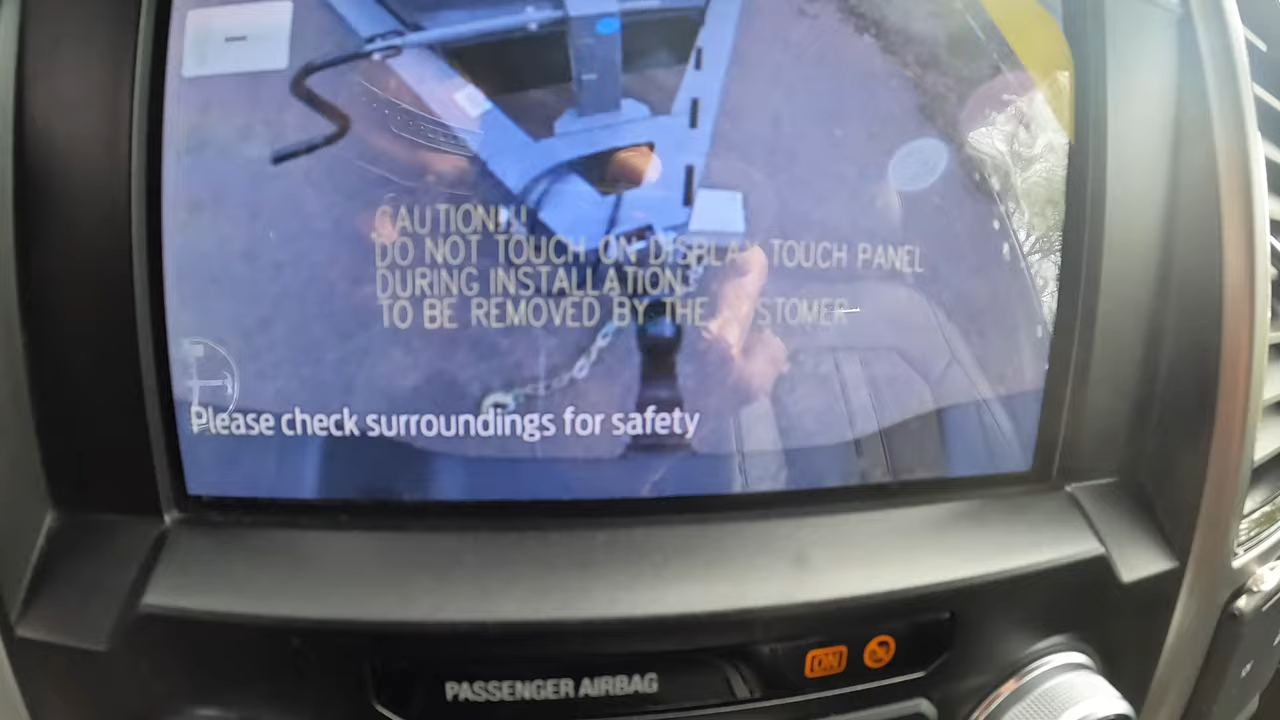 CAUTION!!!
DO NOT TOUCH ON DISPLAY TOUCH PANEL
DURING INSTALLATION.
TO BE REMOVED BY THE CUSTOMER
Please check surroundings for safety
PASSENGER AIRBAG
ON